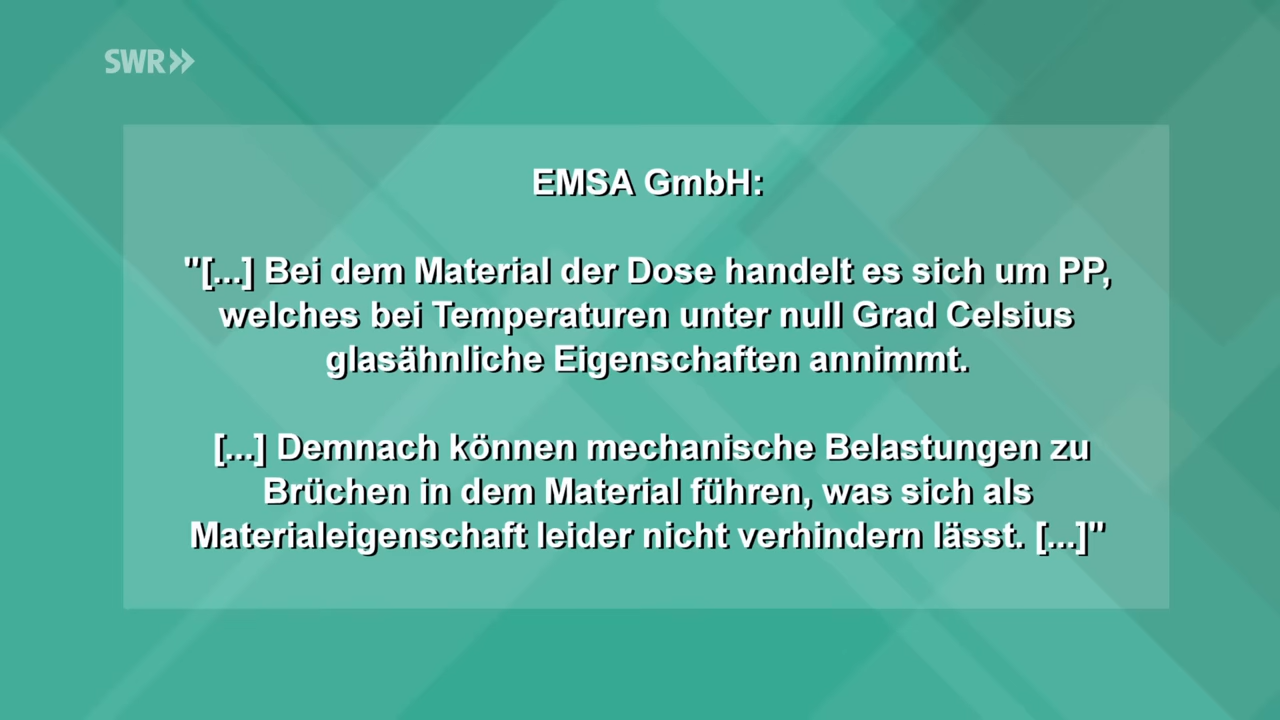 SWR
EMSA GmbH:
"[...] Bei dem Material der Dose handelt es sich um PP,
welches bei Temperaturen unter null Grad Celsius
glasähnliche Eigenschaften annimmt.
[...] Demnach können mechanische Belastungen zu
Brüchen in dem Material führen, was sich als
Materialeigenschaft leider nicht verhindern lässt. [...]"